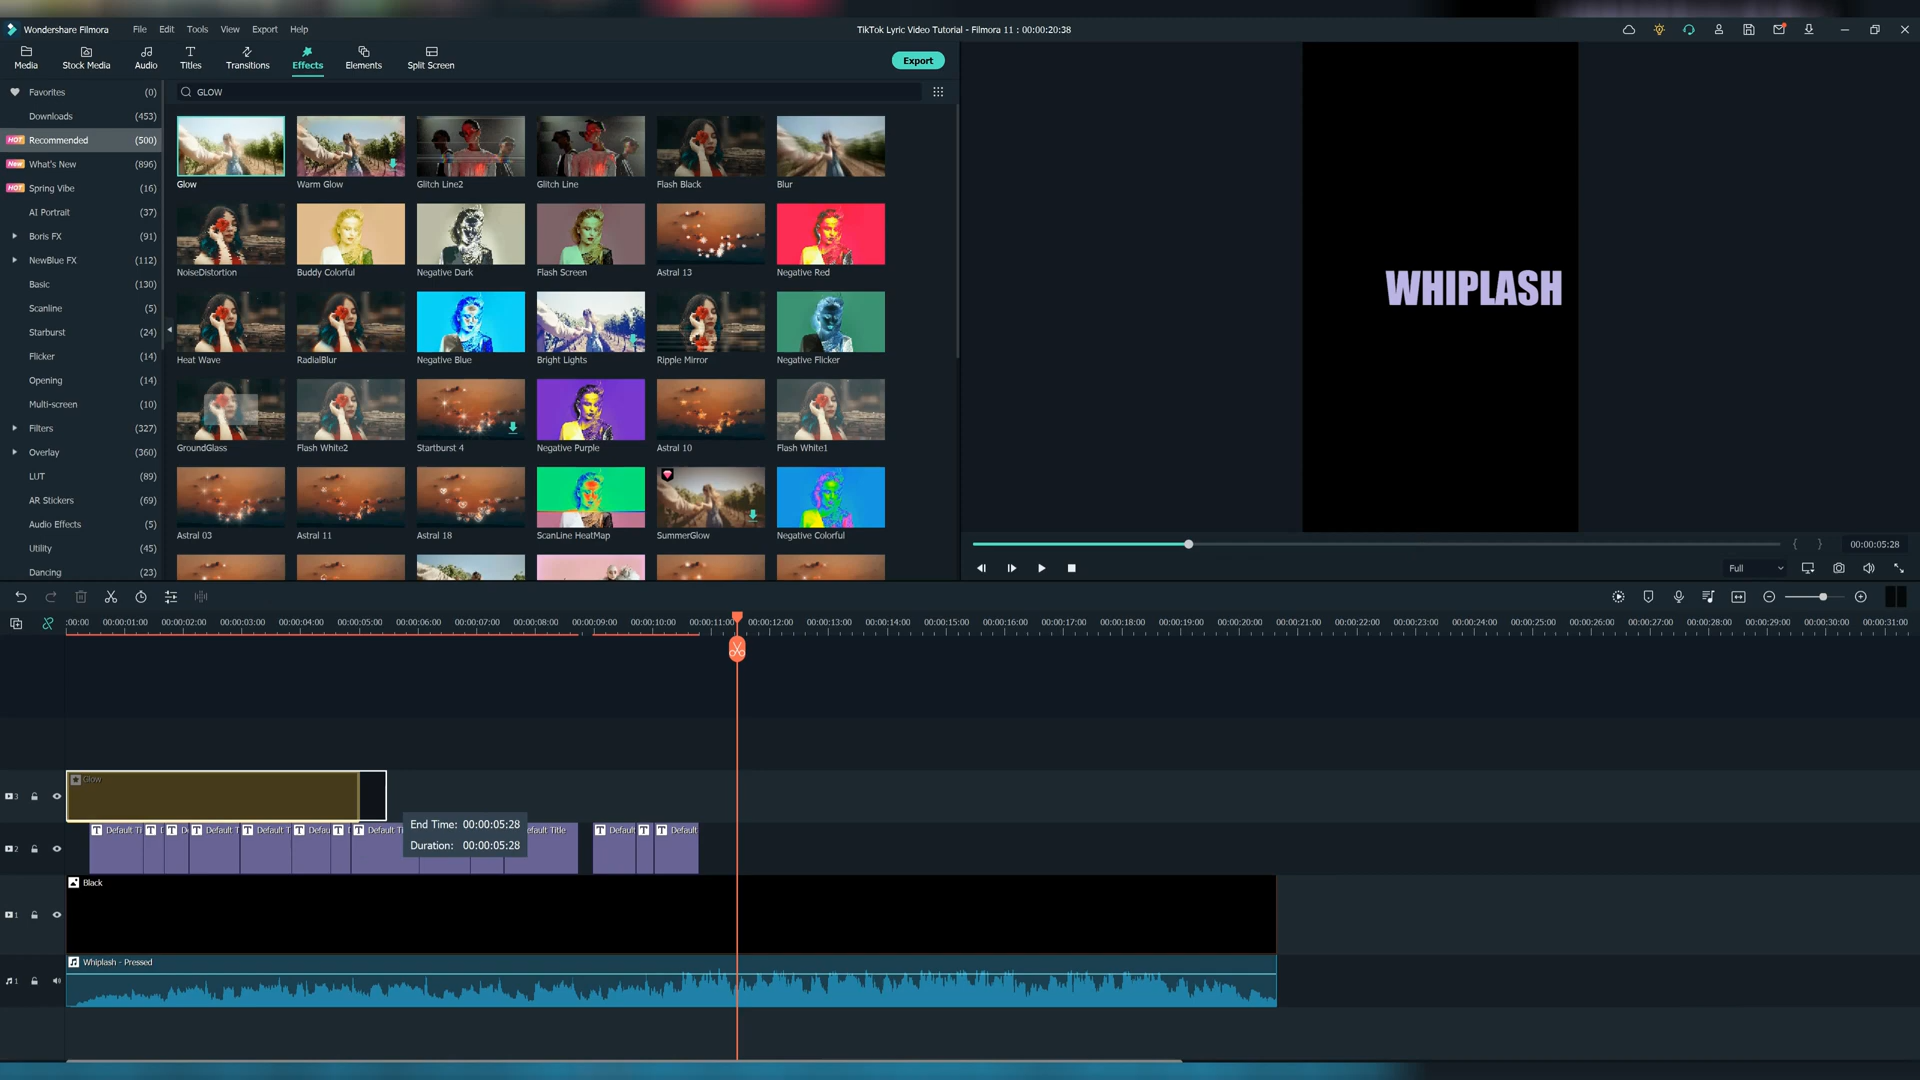 Wondershare Filmora
File
Edit
Tools
View
Export
Help
TikTok Lyric Video Tutorial - Filmora 11 : 00:00:20:38
Media
Stock Media
Audio
Titles
Transitions
Effects
Elements
Split Screen
Export
Favorites (0)
Downloads (453)
HOT Recommended (500)
New What's New (896)
HOT Spring Vibe (16)
AI Portrait (37)
Boris FX (91)
NewBlue FX (112)
Basic (130)
Scanline (5)
Starburst (24)
Flicker (14)
Opening (14)
Multi-screen (10)
Filters (327)
Overlay (360)
LUT (89)
AR Stickers (69)
Audio Effects (5)
Utility (45)
Dancing (23)
GLOW
Glow
Warm Glow
Glitch Line2
Glitch Line
Flash Black
Blur
NoiseDistortion
Buddy Colorful
Negative Dark
Flash Screen
Astral 13
Negative Red
Heat Wave
RadialBlur
Negative Blue
Bright Lights
Ripple Mirror
Negative Flicker
GroundGlass
Flash White2
Startburst 4
Negative Purple
Astral 10
Flash White1
Astral 03
Astral 11
Astral 18
ScanLine HeatMap
SummerGlow
Negative Colorful
WHIPLASH
{ }
00:00:05:28
Full
:00:00 00:00:01:00 00:00:02:00 00:00:03:00 00:00:04:00 00:00:05:00 00:00:06:00 00:00:07:00 00:00:08:00 00:00:09:00 00:00:10:00 00:00:11:00 00:00:12:00 00:00:13:00 00:00:14:00 00:00:15:00 00:00:16:00 00:00:17:00 00:00:18:00 00:00:19:00 00:00:20:00 00:00:21:00 00:00:22:00 00:00:23:00 00:00:24:00 00:00:25:00 00:00:26:00 00:00:27:00 00:00:28:00 00:00:29:00 00:00:30:00 00:00:31:00
3
Glow
End Time: 00:00:05:28
Duration: 00:00:05:28
2
T Default T T T D T Default T T Default T T Defau T T Default Ti efault Title T Default T T Default
1
Black
1
Whiplash - Pressed